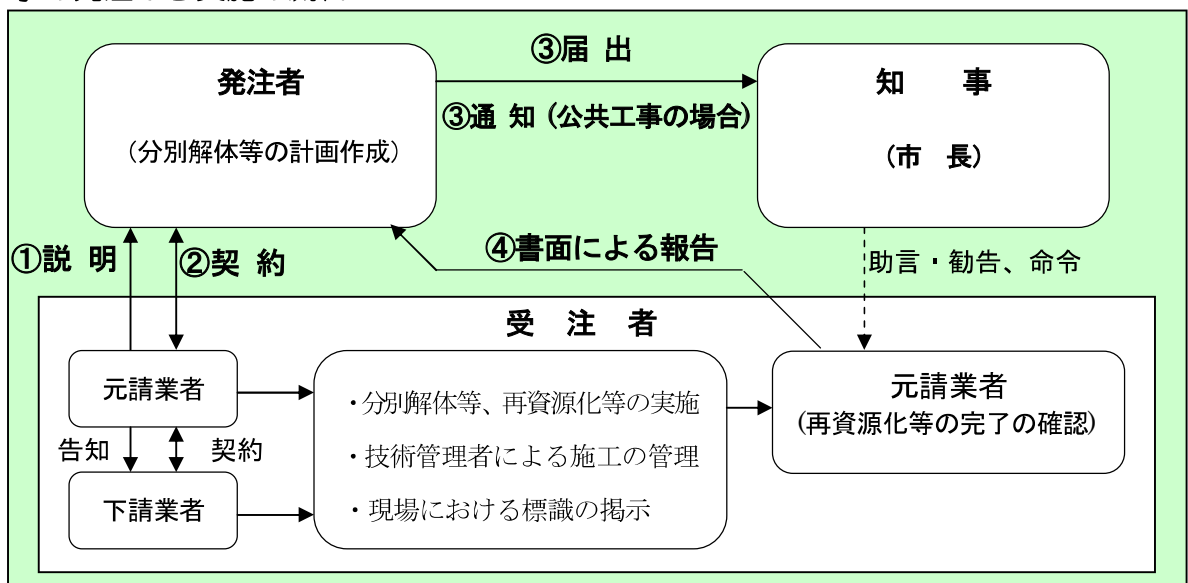 発注者
(分別解体等の計画作成)
③届 出
③通 知 (公共工事の場合)
知 事
(市 長)
①説 明
②契 約
④書面による報告
助言・勧告、命令
受 注 者
元請業者
告知
契約
下請業者
・分別解体等、再資源化等の実施
・技術管理者による施工の管理
・現場における標識の掲示
元請業者
(再資源化等の完了の確認)